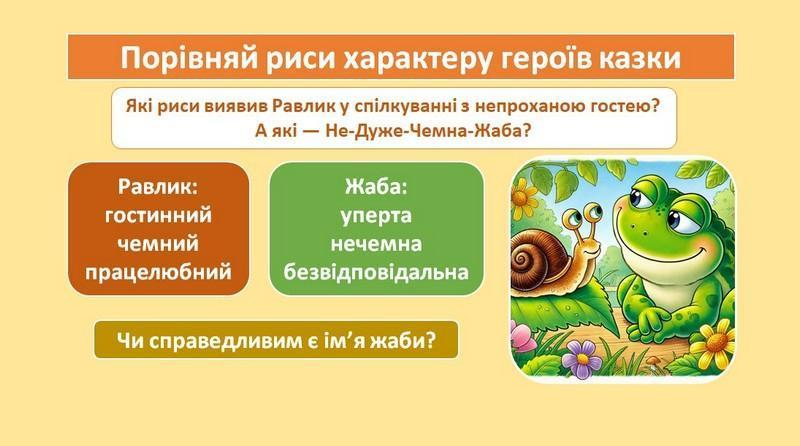 Порівняй риси характеру героїв казки
Які риси виявив Равлик у спілкуванні з непроханою гостею?
А які — Не-Дуже-Чемна-Жаба?
Равлик:
гостинний
чемний
працелюбний
Жаба:
уперта
нечемна
безвідповідальна
Чи справедливим є ім’я жаби?